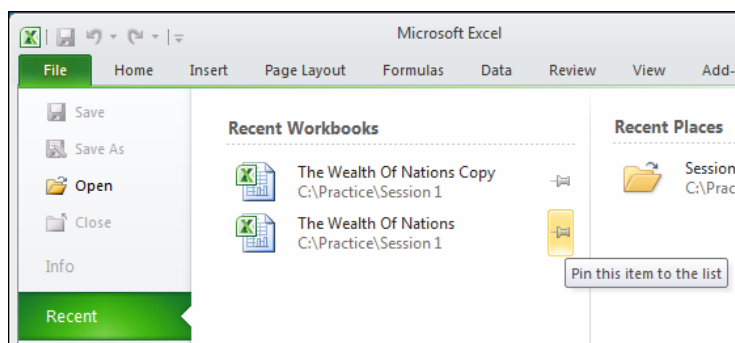 Microsoft Excel
File Home Insert Page Layout Formulas Data Review View Add-
Save
Save As
Open
Close
Info
Recent
Recent Workbooks
The Wealth Of Nations Copy
C:\Practice\Session 1
The Wealth Of Nations
C:\Practice\Session 1
Pin this item to the list
Recent Places
Session
C:\Prac